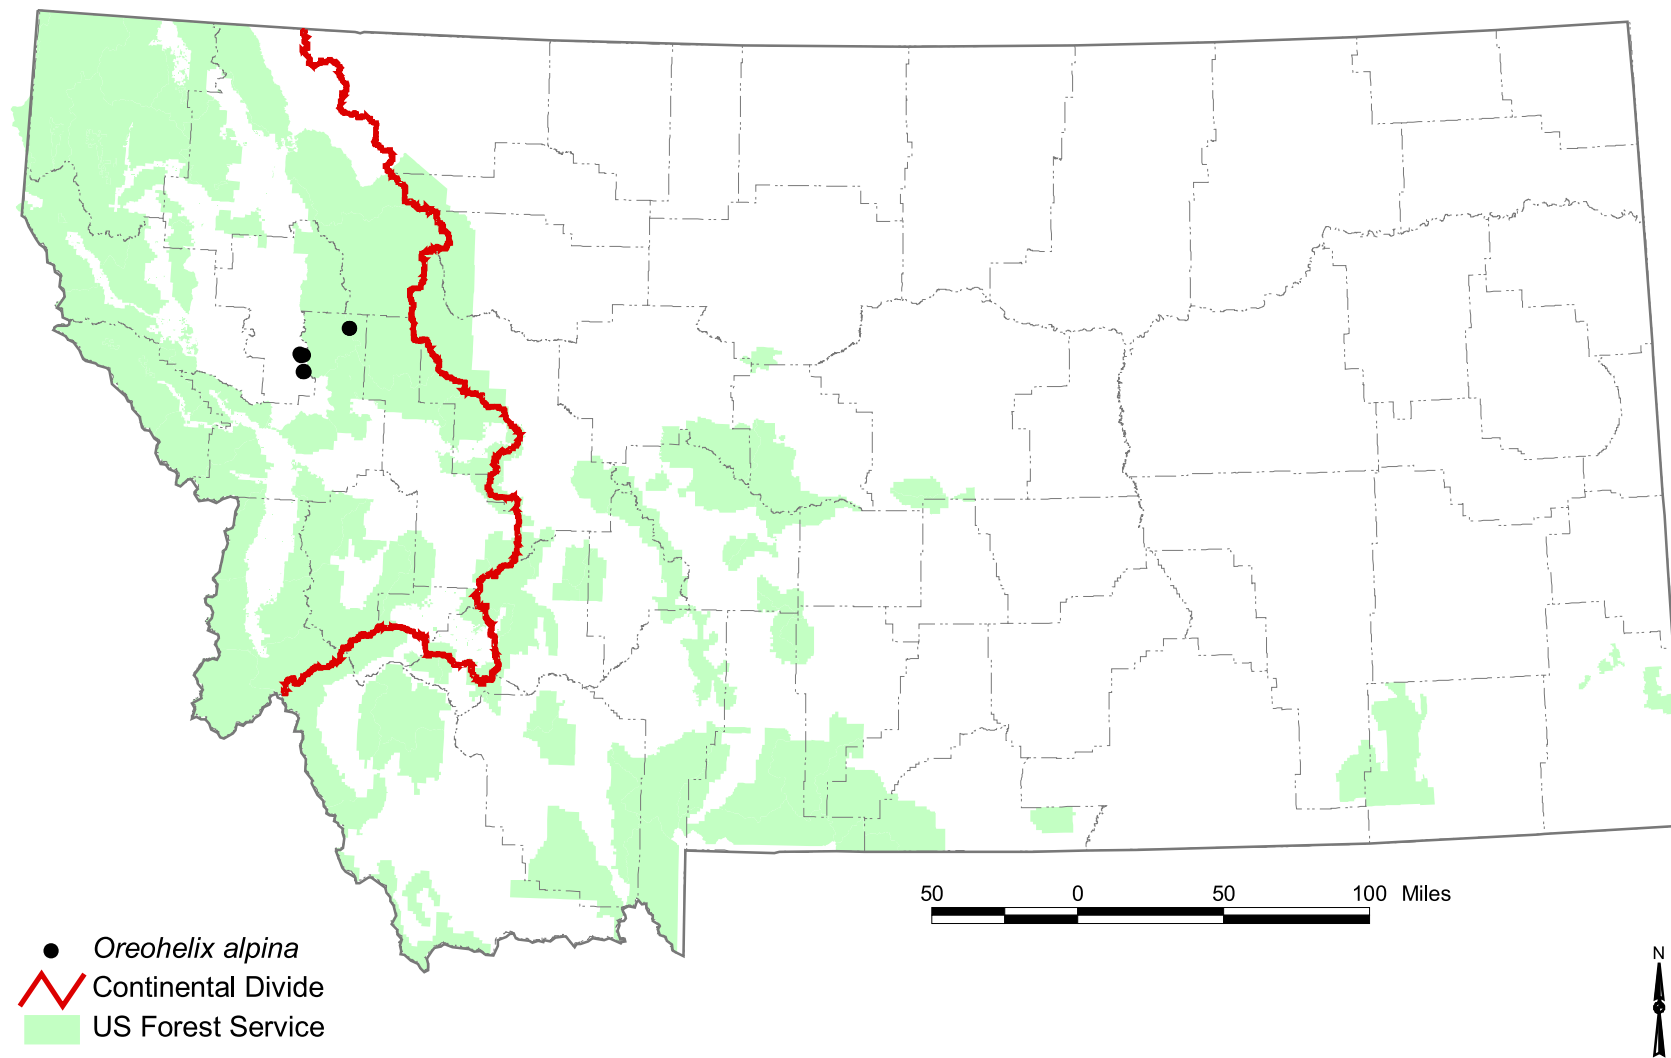 50 0 50 100 Miles
Oreohelix alpina
Continental Divide
US Forest Service
N